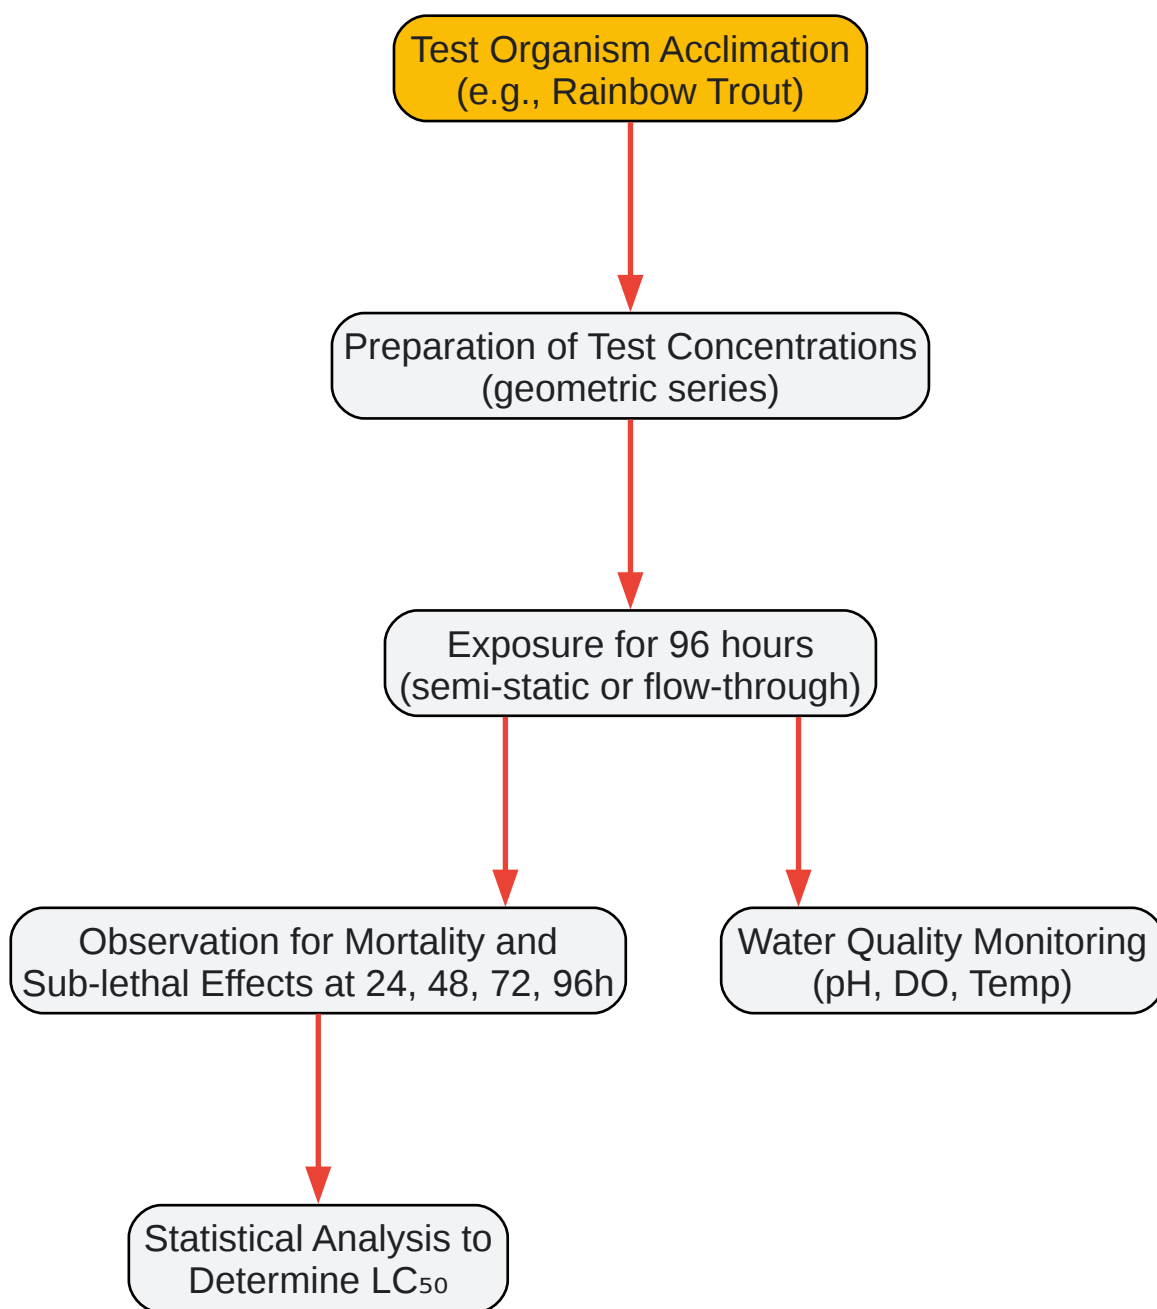 Test Organism Acclimation
(e.g., Rainbow Trout)
Preparation of Test Concentrations
(geometric series)
Exposure for 96 hours
(semi-static or flow-through)
Observation for Mortality and
Sub-lethal Effects at 24, 48, 72, 96h
Water Quality Monitoring
(pH, DO, Temp)
Statistical Analysis to
Determine LC₅₀